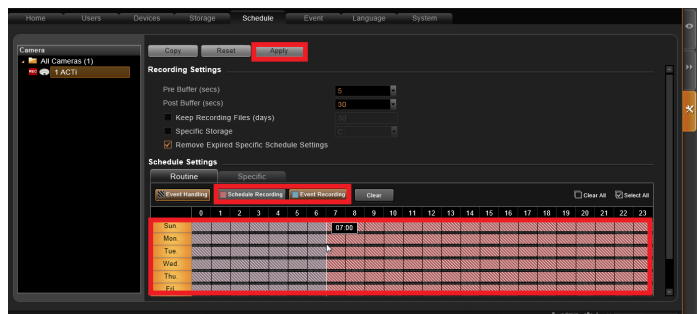 Home Users Devices Storage Schedule Event Language System
Camera
All Cameras (1)
REC 1 ACTi
Copy Reset Apply
Recording Settings
Pre Buffer (secs) 5
Post Buffer (secs) 30
Keep Recording Files (days) 30
Specific Storage C
Remove Expired Specific Schedule Settings
Schedule Settings
Routine Specific
Event Handling Schedule Recording Event Recording Clear Clear All Select All
0 1 2 3 4 5 6 7 8 9 10 11 12 13 14 15 16 17 18 19 20 21 22 23
Sun. 07:00
Mon.
Tue.
Wed.
Thu.
Fri.